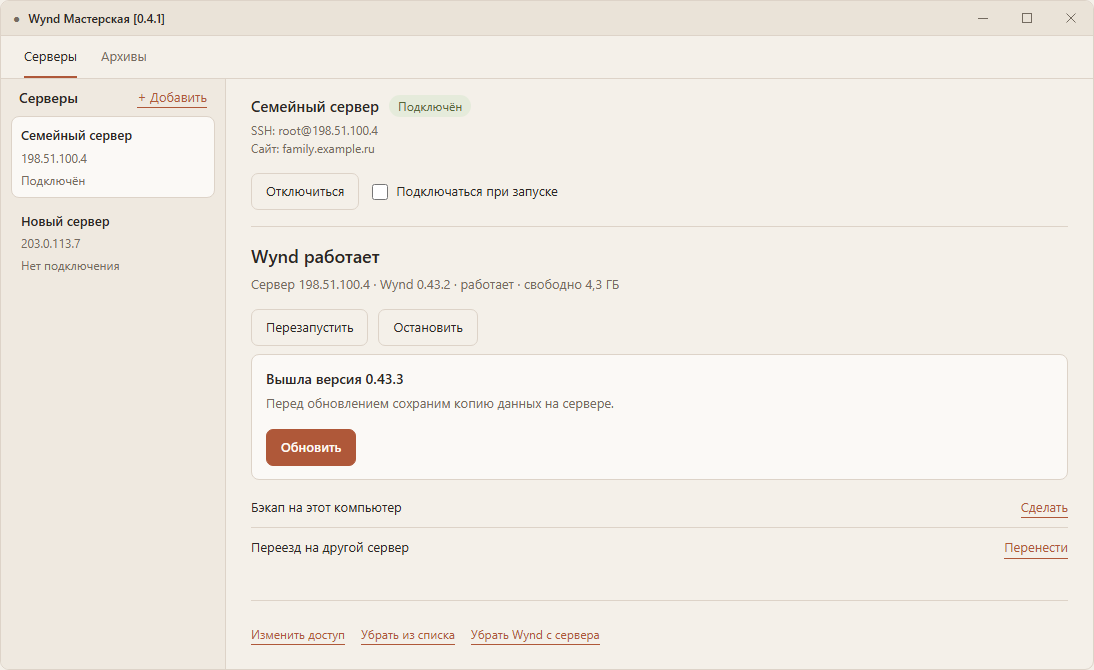 Wynd Мастерская [0.4.1]
Серверы
Архивы
Серверы
+ Добавить
Семейный сервер
198.51.100.4
Подключён
Новый сервер
203.0.113.7
Нет подключения
Семейный сервер
Подключён
SSH: root@198.51.100.4
Сайт: family.example.ru
Отключиться
Подключаться при запуске
Wynd работает
Сервер 198.51.100.4 · Wynd 0.43.2 · работает · свободно 4,3 ГБ
Перезапустить
Остановить
Вышла версия 0.43.3
Перед обновлением сохраним копию данных на сервере.
Обновить
Бэкап на этот компьютер
Сделать
Переезд на другой сервер
Перенести
Изменить доступ
Убрать из списка
Убрать Wynd с сервера